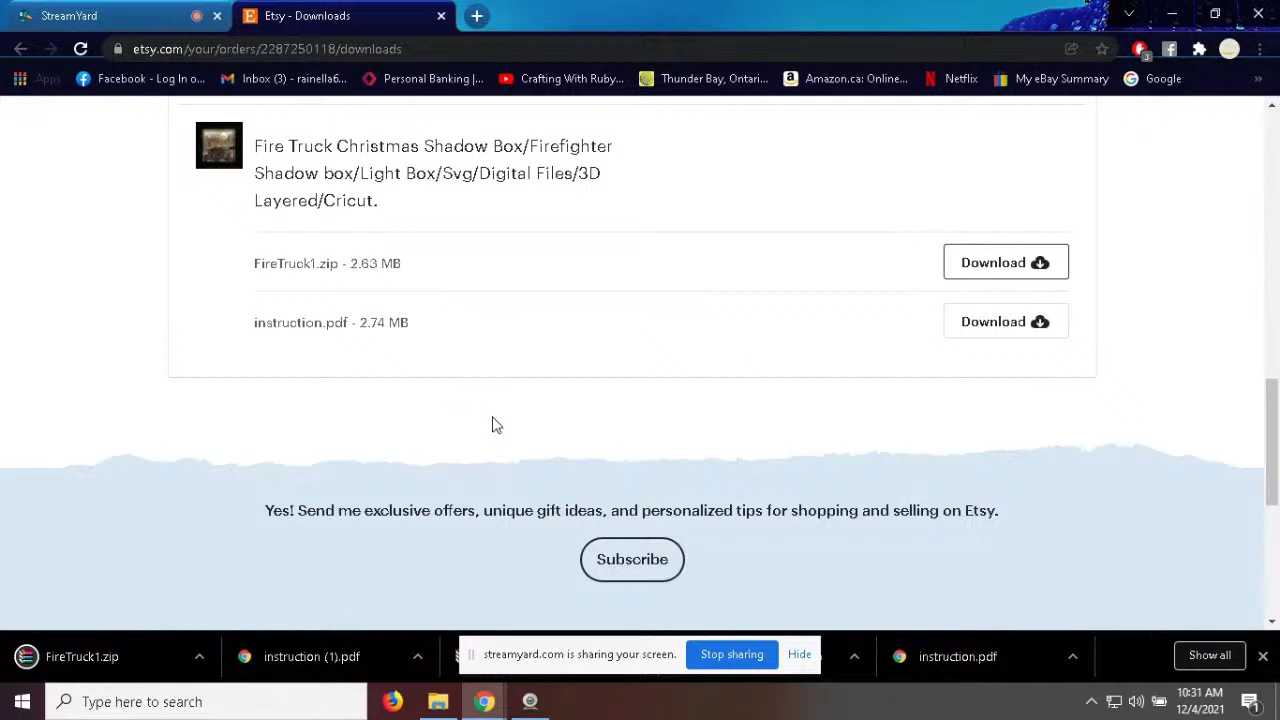 StreamYard
Etsy - Downloads
etsy.com/your/orders/2287250118/downloads
3
Apps
Facebook - Log In o...
Inbox (3) - rainella6...
Personal Banking |...
Crafting With Ruby...
Thunder Bay, Ontari...
Amazon.ca: Online...
Netflix
My eBay Summary
Google
»
Fire Truck Christmas Shadow Box/Firefighter
Shadow box/Light Box/Svg/Digital Files/3D
Layered/Cricut.
FireTruck1.zip - 2.63 MB
Download
instruction.pdf - 2.74 MB
Download
Yes! Send me exclusive offers, unique gift ideas, and personalized tips for shopping and selling on Etsy.
Subscribe
FireTruck1.zip
instruction (1).pdf
streamyard.com is sharing your screen.
Stop sharing
Hide
instruction.pdf
Show all
Type here to search
10:31 AM
12/4/2021
1